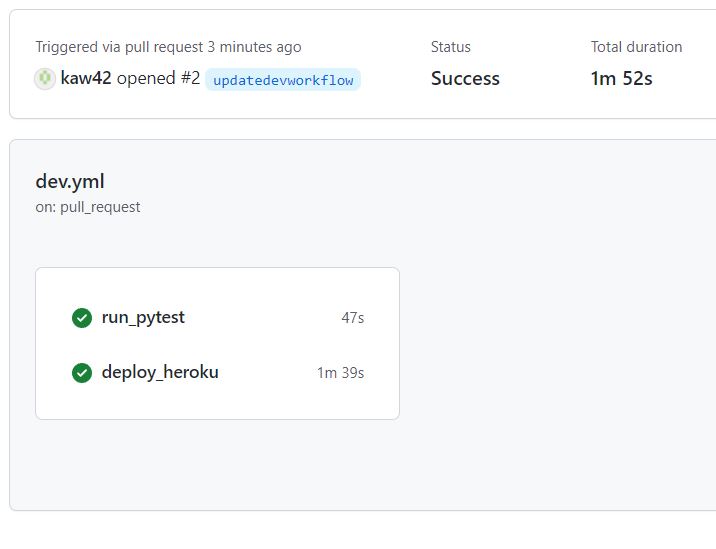 Triggered via pull request 3 minutes ago
Status
Total duration
kaw42 opened #2 updatedevworkflow
Success
1m 52s
dev.yml
on: pull_request
run_pytest 47s
deploy_heroku 1m 39s